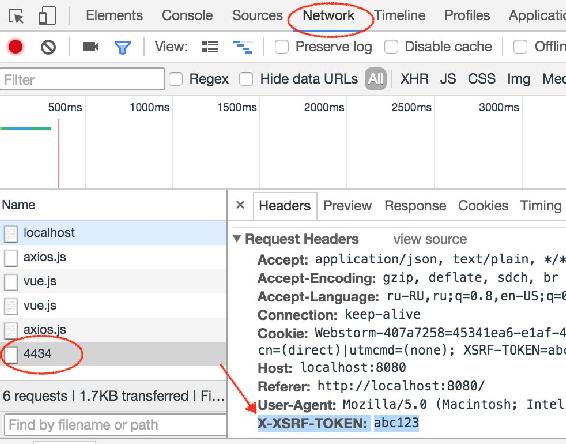 Elements Console Sources Network Timeline Profiles Applicatio
View: Preserve log Disable cache Offlin
Filter Regex Hide data URLs All XHR JS CSS Img Med
500ms 1000ms 1500ms 2000ms 2500ms 3000ms
Name
localhost
axios.js
vue.js
vue.js
axios.js
4434
6 requests | 1.7KB transferred | Fi...
Find by filename or path
× Headers Preview Response Cookies Timing
Request Headers view source
Accept: application/json, text/plain, */*
Accept-Encoding: gzip, deflate, sdch, br
Accept-Language: ru-RU,ru;q=0.8,en-US;q=0
Connection: keep-alive
Cookie: Webstorm-407a7258=45341ea6-e1af-4
cn=(direct)|utmcmd=(none); XSRF-TOKEN=abc
Host: localhost:8080
Referer: http://localhost:8080/
User-Agent: Mozilla/5.0 (Macintosh; Intel
X-XSRF-TOKEN: abc123